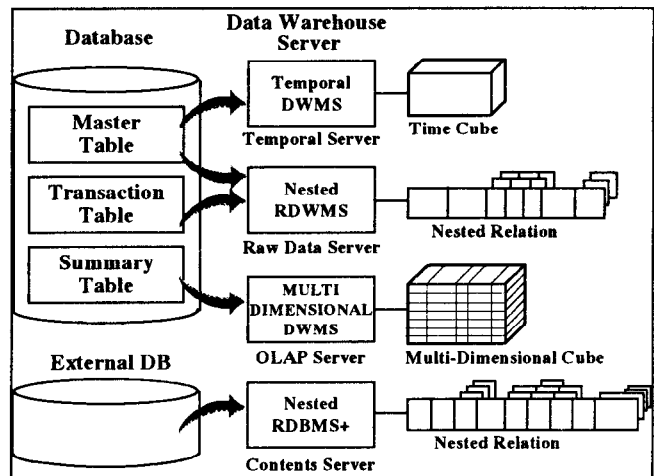 Database
Data Warehouse
Server
Master
Table
Transaction
Table
Summary
Table
Temporal
DWMS
Temporal Server
Time Cube
Nested
RDWMS
Raw Data Server
Nested Relation
MULTI
DIMENSIONAL
DWMS
OLAP Server
Multi-Dimensional Cube
External DB
Nested
RDBMS+
Contents Server
Nested Relation